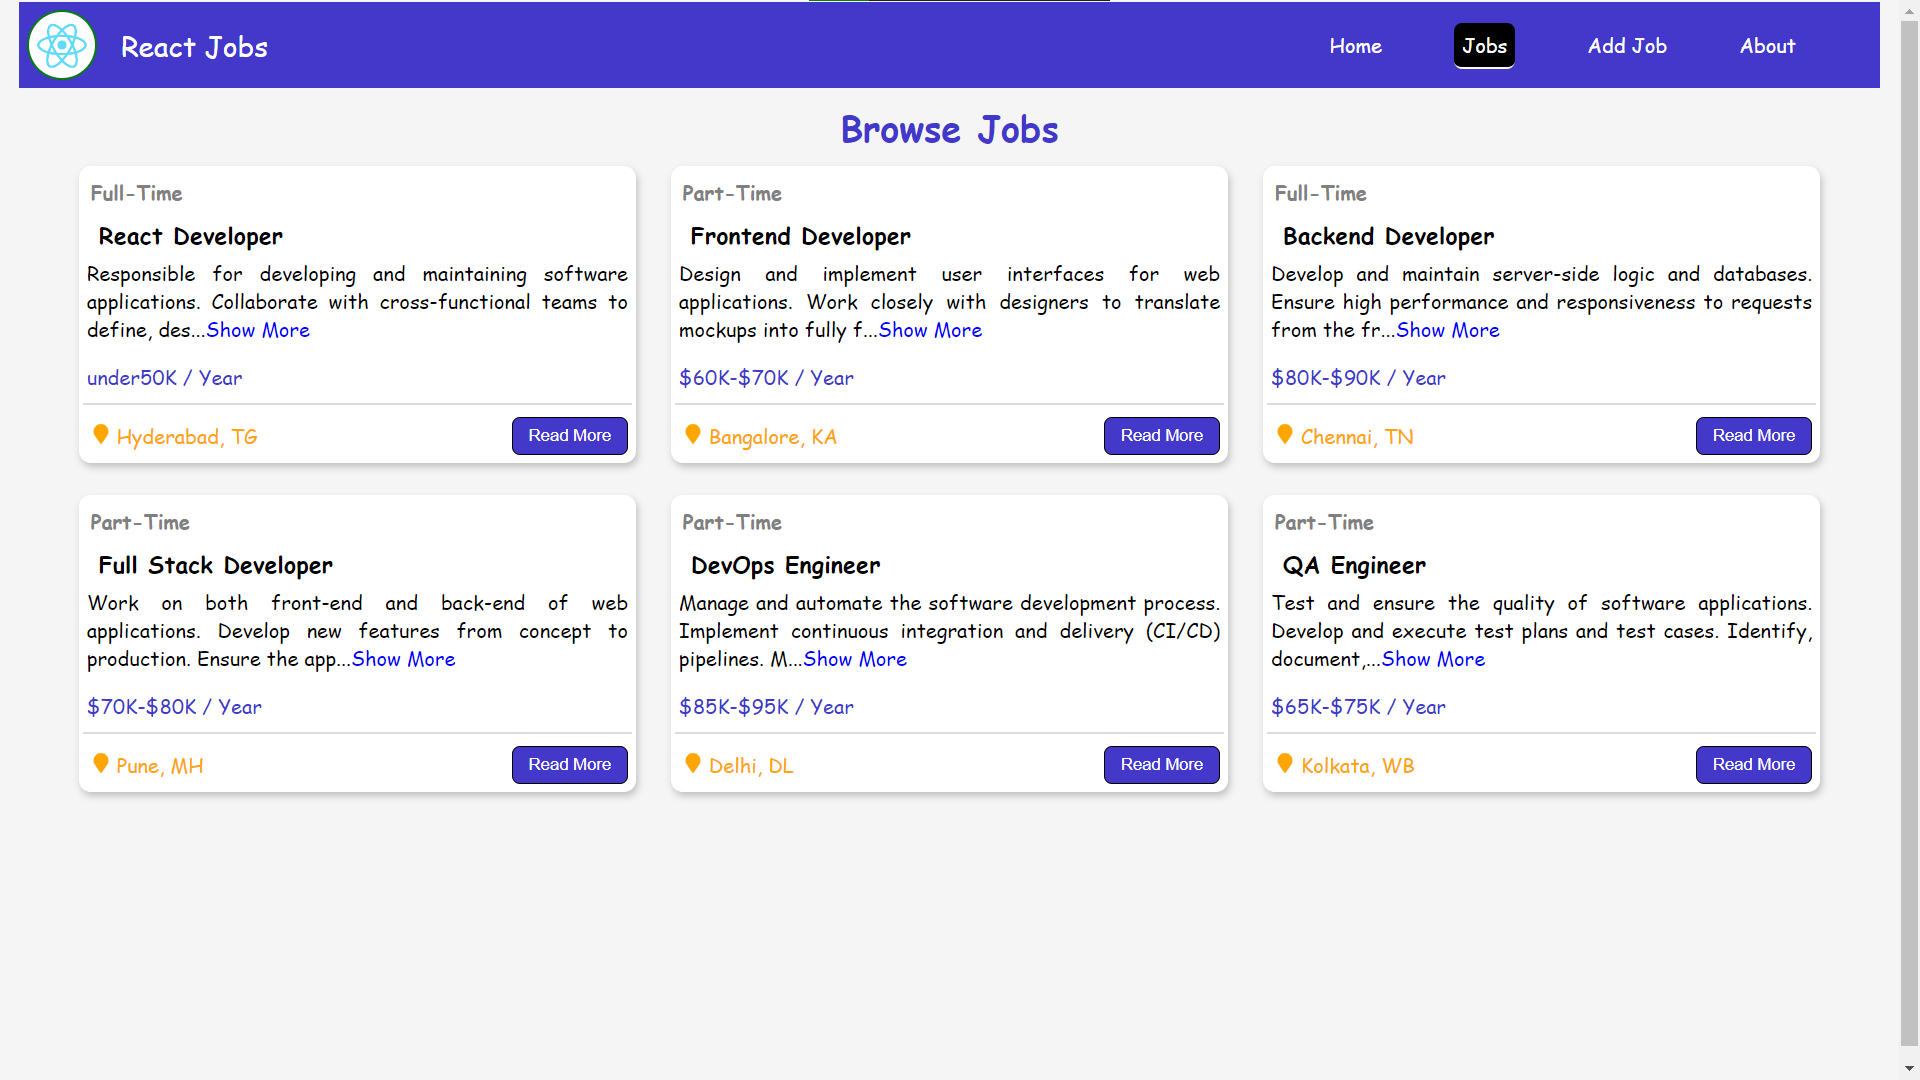 React Jobs
Home
Jobs
Add Job
About
Browse Jobs
Full-Time
React Developer
Responsible for developing and maintaining software
applications. Collaborate with cross-functional teams to
define, des...Show More
under50K / Year
Hyderabad, TG
Read More
Part-Time
Frontend Developer
Design and implement user interfaces for web
applications. Work closely with designers to translate
mockups into fully f...Show More
$60K-$70K / Year
Bangalore, KA
Read More
Full-Time
Backend Developer
Develop and maintain server-side logic and databases.
Ensure high performance and responsiveness to requests
from the fr...Show More
$80K-$90K / Year
Chennai, TN
Read More
Part-Time
Full Stack Developer
Work on both front-end and back-end of web
applications. Develop new features from concept to
production. Ensure the app...Show More
$70K-$80K / Year
Pune, MH
Read More
Part-Time
DevOps Engineer
Manage and automate the software development process.
Implement continuous integration and delivery (CI/CD)
pipelines. M...Show More
$85K-$95K / Year
Delhi, DL
Read More
Part-Time
QA Engineer
Test and ensure the quality of software applications.
Develop and execute test plans and test cases. Identify,
document,...Show More
$65K-$75K / Year
Kolkata, WB
Read More